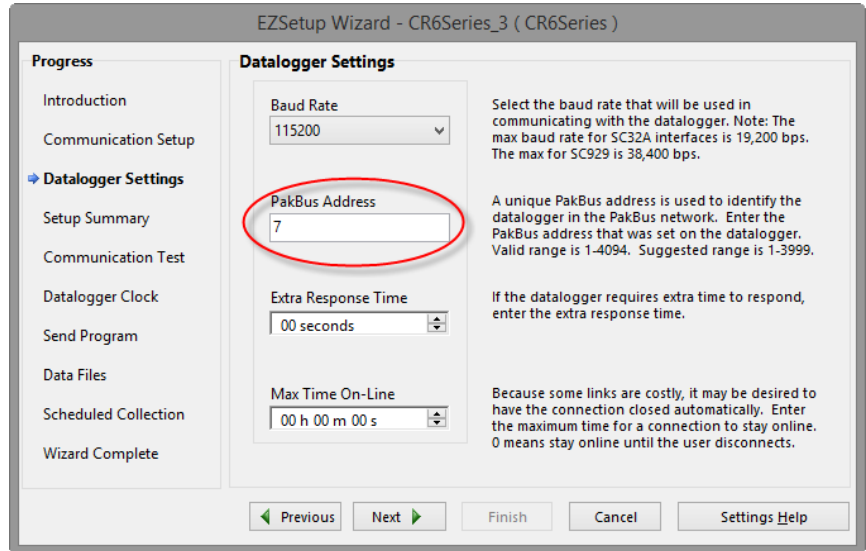 EZSetup Wizard - CR6Series_3 ( CR6Series )
Progress
Introduction
Communication Setup
Datalogger Settings
Setup Summary
Communication Test
Datalogger Clock
Send Program
Data Files
Scheduled Collection
Wizard Complete
Datalogger Settings
Baud Rate
115200
Select the baud rate that will be used in
communicating with the datalogger. Note: The
max baud rate for SC32A interfaces is 19,200 bps.
The max for SC929 is 38,400 bps.
PakBus Address
7
A unique PakBus address is used to identify the
datalogger in the PakBus network. Enter the
PakBus address that was set on the datalogger.
Valid range is 1-4094. Suggested range is 1-3999.
Extra Response Time
00 seconds
If the datalogger requires extra time to respond,
enter the extra response time.
Max Time On-Line
00 h 00 m 00 s
Because some links are costly, it may be desired to
have the connection closed automatically. Enter
the maximum time for a connection to stay online.
0 means stay online until the user disconnects.
Previous
Next
Finish
Cancel
Settings Help